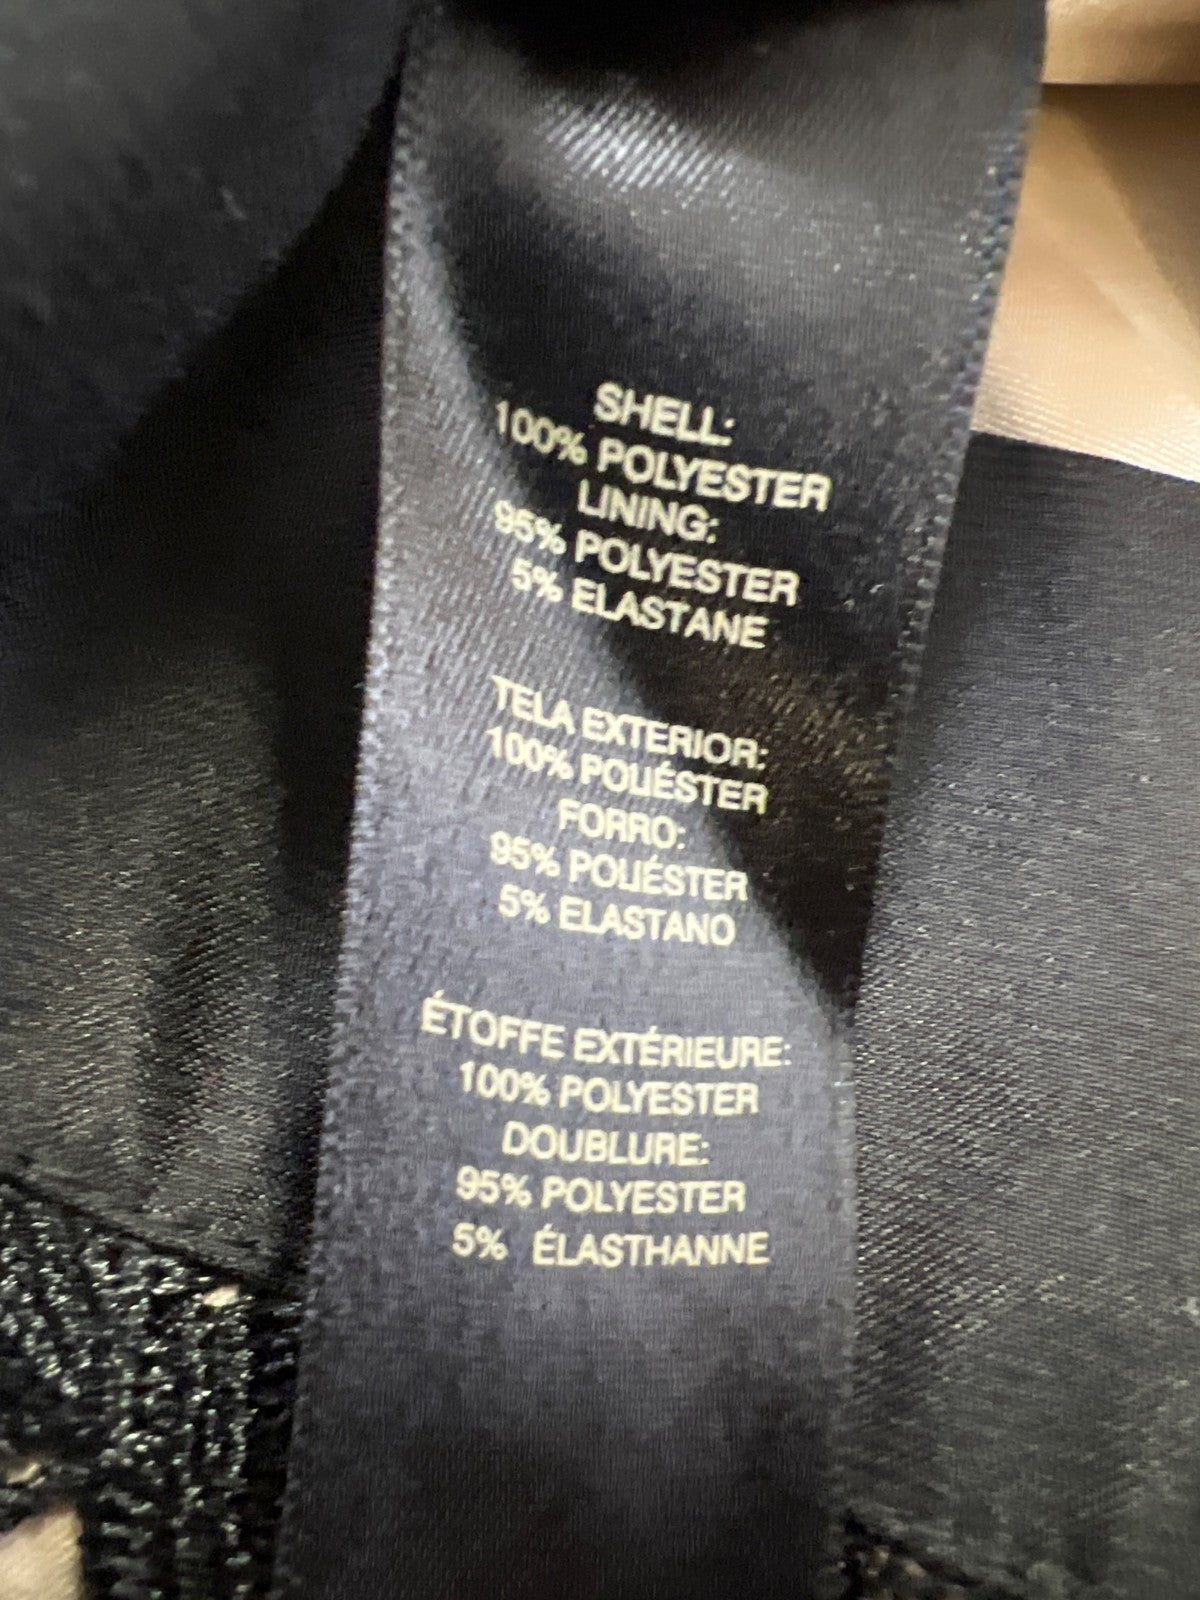 SHELL:
100% POLYESTER
LINING:
95% POLYESTER
5% ELASTANE
TELA EXTERIOR:
100% POLIÉSTER
FORRO:
95% POLIÉSTER
5% ELASTANO
ÉTOFFE EXTÉRIEURE:
100% POLYESTER
DOUBLURE:
95% POLYESTER
5% ÉLASTHANNE